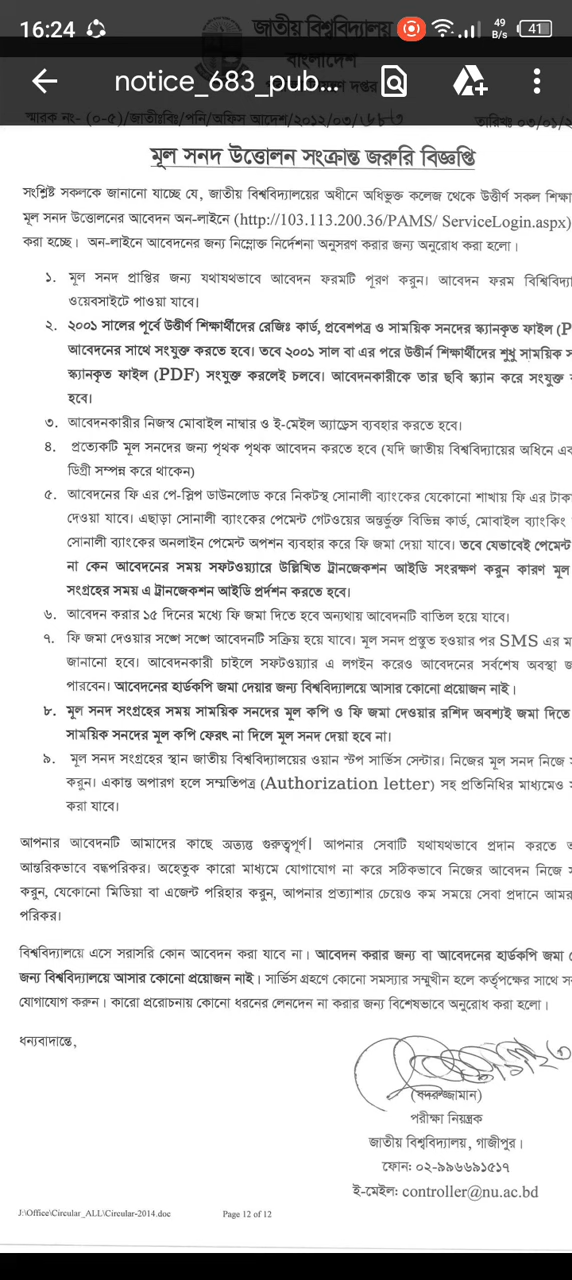 16:24
49 B/s
41
জাতীয় বিশ্ববিদ্যালয়
বাংলাদেশ
notice_683_pub...
দপ্তর
স্মারক নং- (০-৫)/জাতীঃবিঃ/পনি/অফিস আদেশ/২০১২/০৩/
তারিখঃ ০৩/০১/২
মূল সনদ উত্তোলন সংক্রান্ত জরুরি বিজ্ঞপ্তি
সংশ্লিষ্ট সকলকে জানানো যাচ্ছে যে, জাতীয় বিশ্ববিদ্যালয়ের অধীনে অধিভুক্ত কলেজ থেকে উত্তীর্ণ সকল শিক্ষা
মূল সনদ উত্তোলনের আবেদন অন-লাইনে (http://103.113.200.36/PAMS/ ServiceLogin.aspx)
করা হচ্ছে। অন-লাইনে আবেদনের জন্য নিম্নোক্ত নির্দেশনা অনুসরণ করার জন্য অনুরোধ করা হলো।
১. মূল সনদ প্রাপ্তির জন্য যথাযথভাবে আবেদন ফরমটি পূরণ করুন। আবেদন ফরম বিশ্ববিদ্যা
ওয়েবসাইটে পাওয়া যাবে।
২. ২০০১ সালের পূর্বে উত্তীর্ণ শিক্ষার্থীদের রেজিঃ কার্ড, প্রবেশপত্র ও সাময়িক সনদের স্ক্যানকৃত ফাইল (P
আবেদনের সাথে সংযুক্ত করতে হবে। তবে ২০০১ সাল বা এর পরে উত্তীর্ন শিক্ষার্থীদের শুধু সাময়িক স
স্ক্যানকৃত ফাইল (PDF) সংযুক্ত করলেই চলবে। আবেদনকারীকে তার ছবি স্ক্যান করে সংযুক্ত ক
হবে।
৩. আবেদনকারীর নিজস্ব মোবাইল নাম্বার ও ই-মেইল অ্যাড্রেস ব্যবহার করতে হবে।
৪. প্রত্যেকটি মূল সনদের জন্য পৃথক পৃথক আবেদন করতে হবে (যদি জাতীয় বিশ্ববিদ্যায়ের অধিনে এক
ডিগ্রী সম্পন্ন করে থাকেন)
৫. আবেদনের ফি এর পে-স্লিপ ডাউনলোড করে নিকটস্থ সোনালী ব্যাংকের যেকোনো শাখায় ফি এর টাকা
দেওয়া যাবে। এছাড়া সোনালী ব্যাংকের পেমেন্ট গেটওয়ের অন্তর্ভুক্ত বিভিন্ন কার্ড, মোবাইল ব্যাংকিং
সোনালী ব্যাংকের অনলাইন পেমেন্ট অপশন ব্যবহার করে ফি জমা দেয়া যাবে। তবে যেভাবেই পেমেন্ট
না কেন আবেদনের সময় সফটওয়্যারে উল্লিখিত ট্রানজেকশন আইডি সংরক্ষণ করুন কারণ মূল
সংগ্রহের সময় এ ট্রানজেকশন আইডি প্রর্দশন করতে হবে।
৬. আবেদন করার ১৫ দিনের মধ্যে ফি জমা দিতে হবে অন্যথায় আবেদনটি বাতিল হয়ে যাবে।
৭. ফি জমা দেওয়ার সঙ্গে সঙ্গে আবেদনটি সক্রিয় হয়ে যাবে। মূল সনদ প্রস্তুত হওয়ার পর SMS এর ম
জানানো হবে। আবেদনকারী চাইলে সফটওয়্যার এ লগইন করেও আবেদনের সর্বশেষ অবস্থা জ
পারবেন। আবেদনের হার্ডকপি জমা দেয়ার জন্য বিশ্ববিদ্যালয়ে আসার কোনো প্রয়োজন নাই।
৮. মূল সনদ সংগ্রহের সময় সাময়িক সনদের মূল কপি ও ফি জমা দেওয়ার রশিদ অবশ্যই জমা দিতে
সাময়িক সনদের মূল কপি ফেরৎ না দিলে মূল সনদ দেয়া হবে না।
৯. মূল সনদ সংগ্রহের স্থান জাতীয় বিশ্ববিদ্যালয়ের ওয়ান স্টপ সার্ভিস সেন্টার। নিজের মূল সনদ নিজে স
করুন। একান্ত অপারগ হলে সম্মতিপত্র (Authorization letter) সহ প্রতিনিধির মাধ্যমেও স
করা যাবে।
আপনার আবেদনটি আমাদের কাছে অত্যন্ত গুরুত্বপূর্ণ। আপনার সেবাটি যথাযথভাবে প্রদান করতে আ
আন্তরিকভাবে বদ্ধপরিকর। অহেতুক কারো মাধ্যমে যোগাযোগ না করে সঠিকভাবে নিজের আবেদন নিজে স
করুন, যেকোনো মিডিয়া বা এজেন্ট পরিহার করুন, আপনার প্রত্যাশার চেয়েও কম সময়ে সেবা প্রদানে আমর
পরিকর।
বিশ্ববিদ্যালয়ে এসে সরাসরি কোন আবেদন করা যাবে না। আবেদন করার জন্য বা আবেদনের হার্ডকপি জমা দে
জন্য বিশ্ববিদ্যালয়ে আসার কোনো প্রয়োজন নাই। সার্ভিস গ্রহণে কোনো সমস্যার সম্মুখীন হলে কর্তৃপক্ষের সাথে সর
যোগাযোগ করুন। কারো প্ররোচনায় কোনো ধরনের লেনদেন না করার জন্য বিশেষভাবে অনুরোধ করা হলো।
ধন্যবাদান্তে,
(বদরুজ্জামান)
পরীক্ষা নিয়ন্ত্রক
জাতীয় বিশ্ববিদ্যালয়, গাজীপুর।
ফোন: ০২-৯৯৬৬৯১৫১৭
ই-মেইল: controller@nu.ac.bd
J:\Office\Circular_ALL\Circular-2014.doc
Page 12 of 12